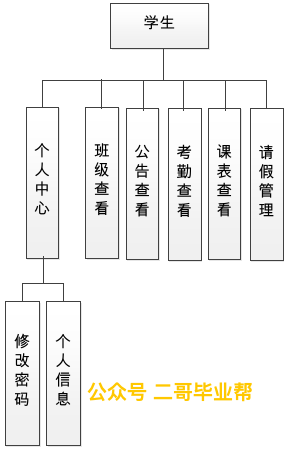 学生
个人中心
班级查看
公告查看
考勤查看
课表查看
请假管理
修改密码
个人信息
公众号 二哥毕业帮